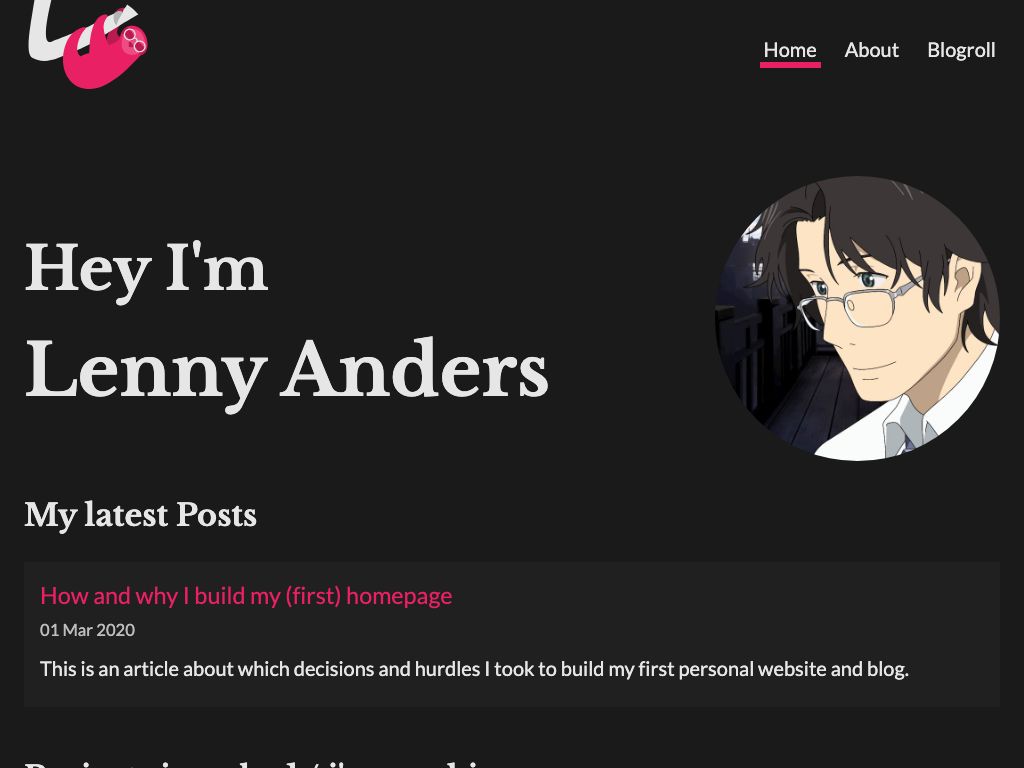 Home About Blogroll
Hey I'm
Lenny Anders
My latest Posts
How and why I build my (first) homepage
01 Mar 2020
This is an article about which decisions and hurdles I took to build my first personal website and blog.